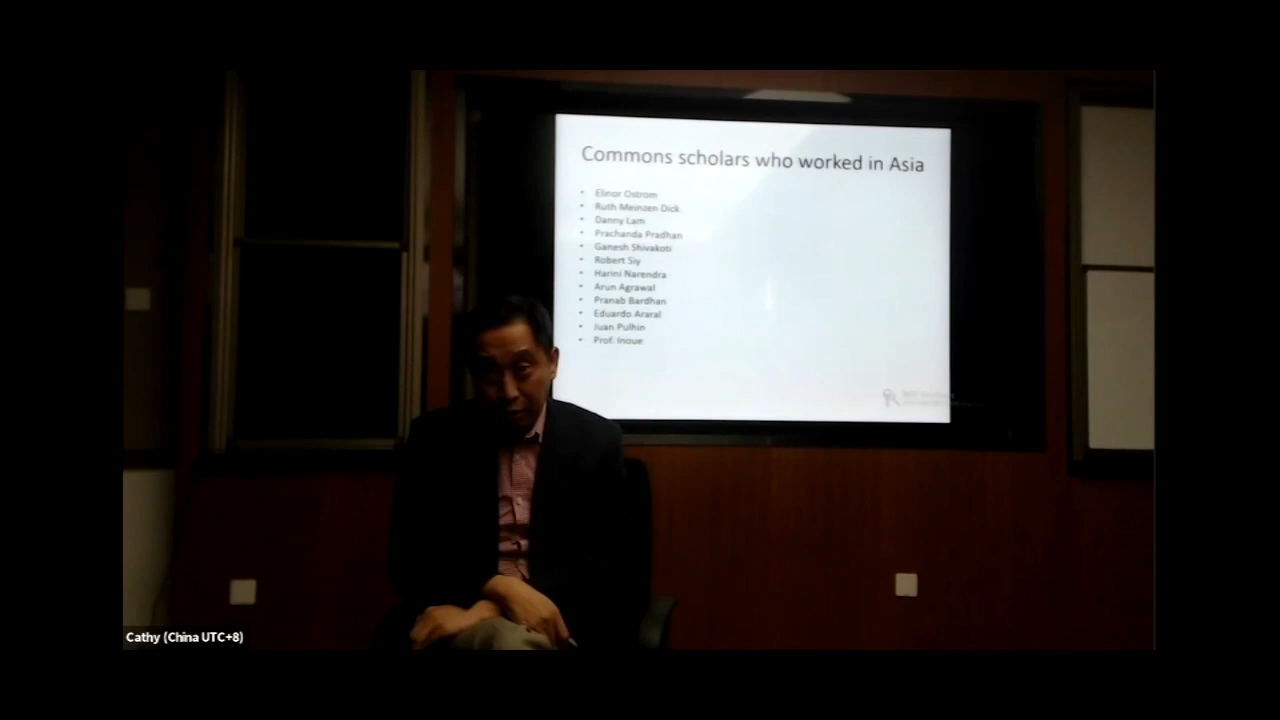 Commons scholars who worked in Asia
• Elinor Ostrom
• Ruth Meinzen Dick
• Danny Lam
• Prachanda Pradhan
• Ganesh Shivakoti
• Robert Siy
• Harini Narendra
• Arun Agrawal
• Pranab Bardhan
• Eduardo Araral
• Juan Pulhin
• Prof. Inoue
Cathy (China UTC+8)